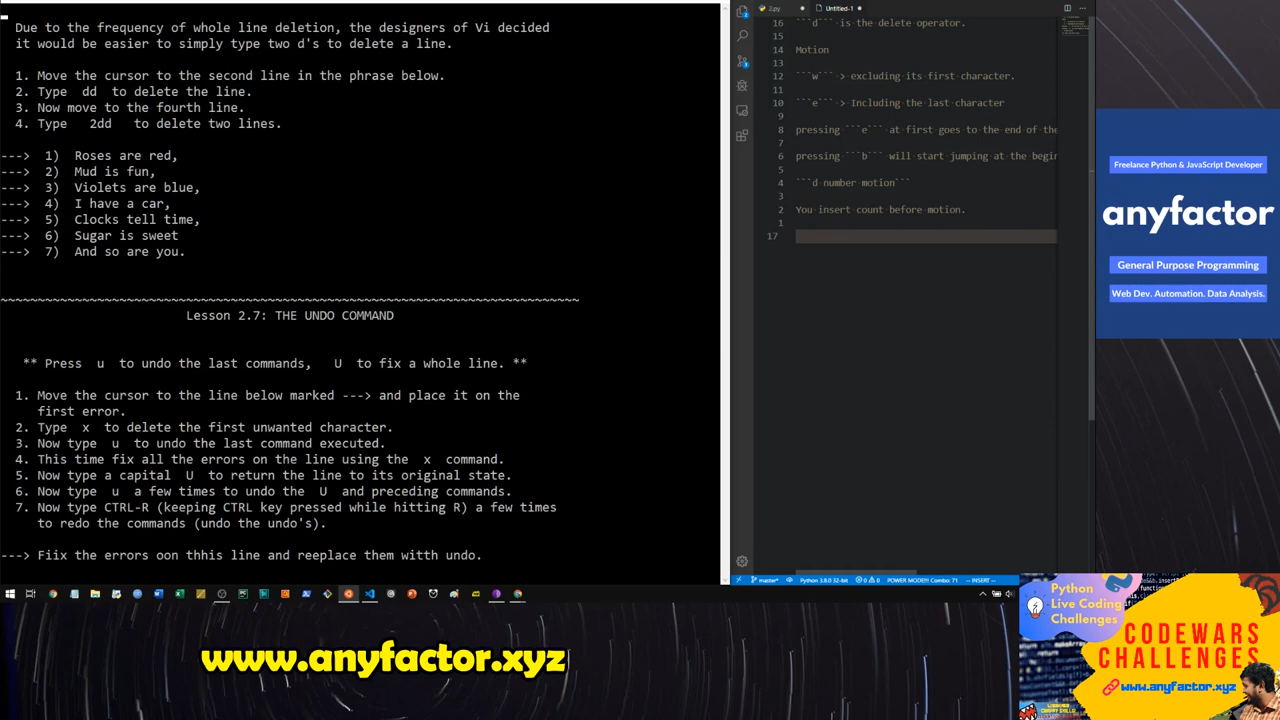 Due to the frequency of whole line deletion, the designers of Vi decided
it would be easier to simply type two d's to delete a line.
1. Move the cursor to the second line in the phrase below.
2. Type dd to delete the line.
3. Now move to the fourth line.
4. Type 2dd to delete two lines.
---> 1) Roses are red,
---> 2) Mud is fun,
---> 3) Violets are blue,
---> 4) I have a car,
---> 5) Clocks tell time,
---> 6) Sugar is sweet
---> 7) And so are you.
~~~~~~~~~~~~~~~~~~~~~~~~~~~~~~~~~~~~~~~~~~~~~~~~~~~~~~~~~~~~~~~~~~~~~~~~~~~~~~
Lesson 2.7: THE UNDO COMMAND
** Press u to undo the last commands, U to fix a whole line. **
1. Move the cursor to the line below marked ---> and place it on the
first error.
2. Type x to delete the first unwanted character.
3. Now type u to undo the last command executed.
4. This time fix all the errors on the line using the x command.
5. Now type a capital U to return the line to its original state.
6. Now type u a few times to undo the U and preceding commands.
7. Now type CTRL-R (keeping CTRL key pressed while hitting R) a few times
to redo the commands (undo the undo's).
---> Fiix the errors oon thhis line and reeplace them witth undo.
2.py
Untitled-1
16 ```d``` is the delete operator.
15
14 Motion
13
12 ```w``` > excluding its first character.
11
10 ```e``` > Including the last character
9
8 pressing ```e``` at first goes to the end of the
7
6 pressing ```b``` will start jumping at the begin
5
4 ```d number motion```
3
2 You insert count before motion.
1
17
master*
Python 3.8.0 32-bit
0 0
POWER MODE!!! Combo: 71
-- INSERT --
Freelance Python & JavaScript Developer
anyfactor
General Purpose Programming
Web Dev. Automation. Data Analysis.
www.anyfactor.xyz
Python
Live Coding
Challenges
CODEWARS
CHALLENGES
www.anyfactor.xyz